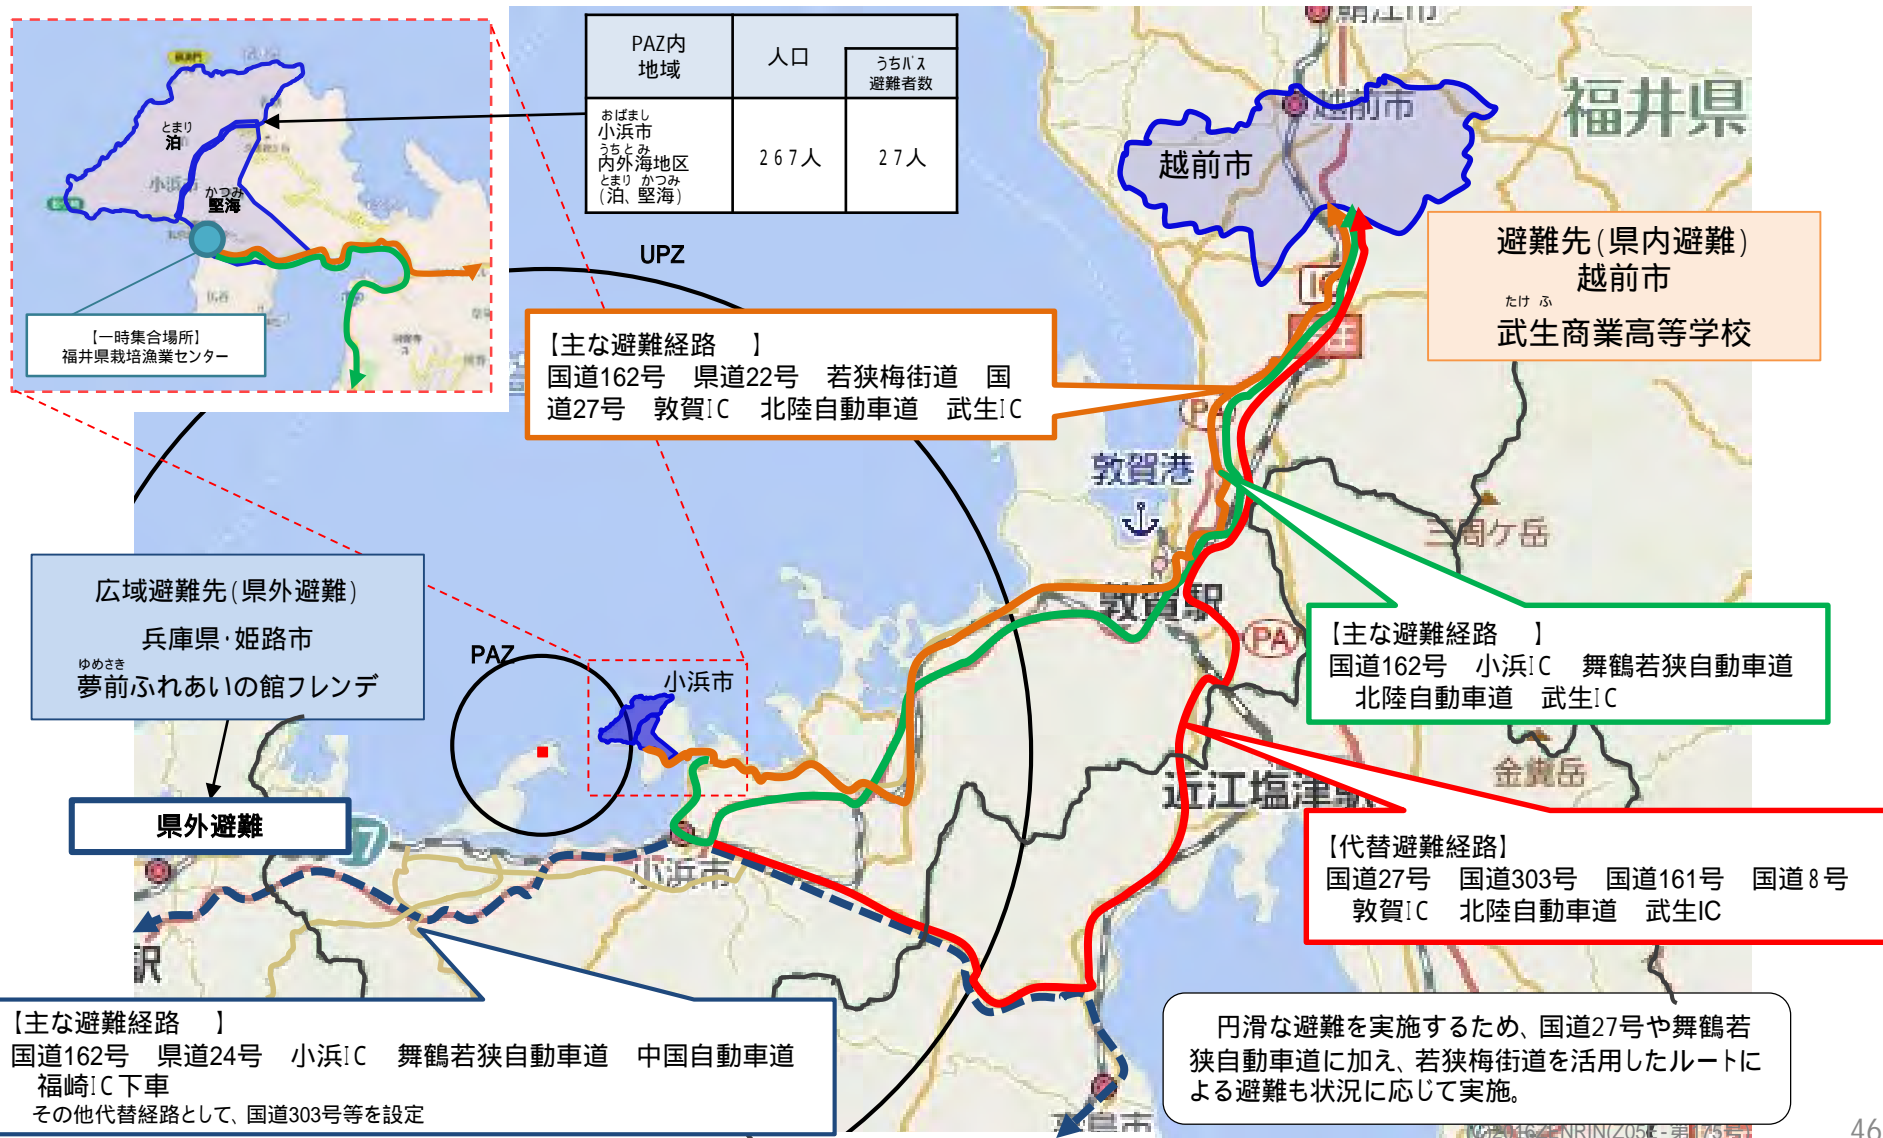 PAZ内
地域
人口
うちバス
避難者数
おばまし
小浜市
うちとみ
内外海地区
とまり かつみ
(泊、堅海)
267人
27人
とまり
泊
小浜市
かつみ
堅海
【一時集合場所】
福井県栽培漁業センター
UPZ
鯖江市
越前市
越前市
福井県
避難先(県内避難)
越前市
たけ ふ
武生商業高等学校
【主な避難経路　】
国道162号　県道22号　若狭梅街道　国
道27号　敦賀IC　北陸自動車道　武生IC
IC
PA
敦賀港
三周ケ岳
敦賀駅
PA
広域避難先(県外避難)
兵庫県・姫路市
ゆめさき
夢前ふれあいの館フレンデ
PAZ
小浜市
【主な避難経路　】
国道162号　小浜IC　舞鶴若狭自動車道
北陸自動車道　武生IC
近江塩津駅
金糞岳
県外避難
小浜市
【代替避難経路】
国道27号　国道303号　国道161号　国道8号
敦賀IC　北陸自動車道　武生IC
駅
【主な避難経路　】
国道162号　県道24号　小浜IC　舞鶴若狭自動車道　中国自動車道
福崎IC下車
その他代替経路として、国道303号等を設定
円滑な避難を実施するため、国道27号や舞鶴若
狭自動車道に加え、若狭梅街道を活用したルートに
よる避難も状況に応じて実施。
高島市
46